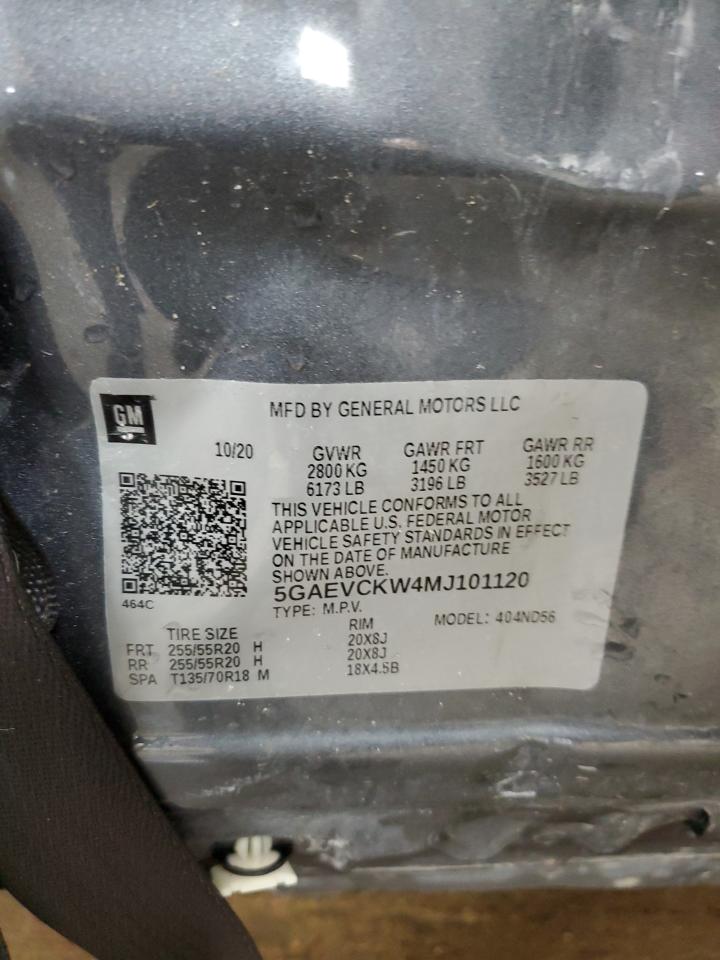 GM
MFD BY GENERAL MOTORS LLC
10/20 GVWR GAWR FRT GAWR RR
2800 KG 1450 KG 1600 KG
6173 LB 3196 LB 3527 LB
THIS VEHICLE CONFORMS TO ALL
APPLICABLE U.S. FEDERAL MOTOR
VEHICLE SAFETY STANDARDS IN EFFECT
ON THE DATE OF MANUFACTURE
SHOWN ABOVE.
5GAEVCKW4MJ101120
464C
TYPE: M.P.V. MODEL: 404ND56
TIRE SIZE RIM
FRT 255/55R20 H 20X8J
RR 255/55R20 H 20X8J
SPA T135/70R18 M 18X4.5B